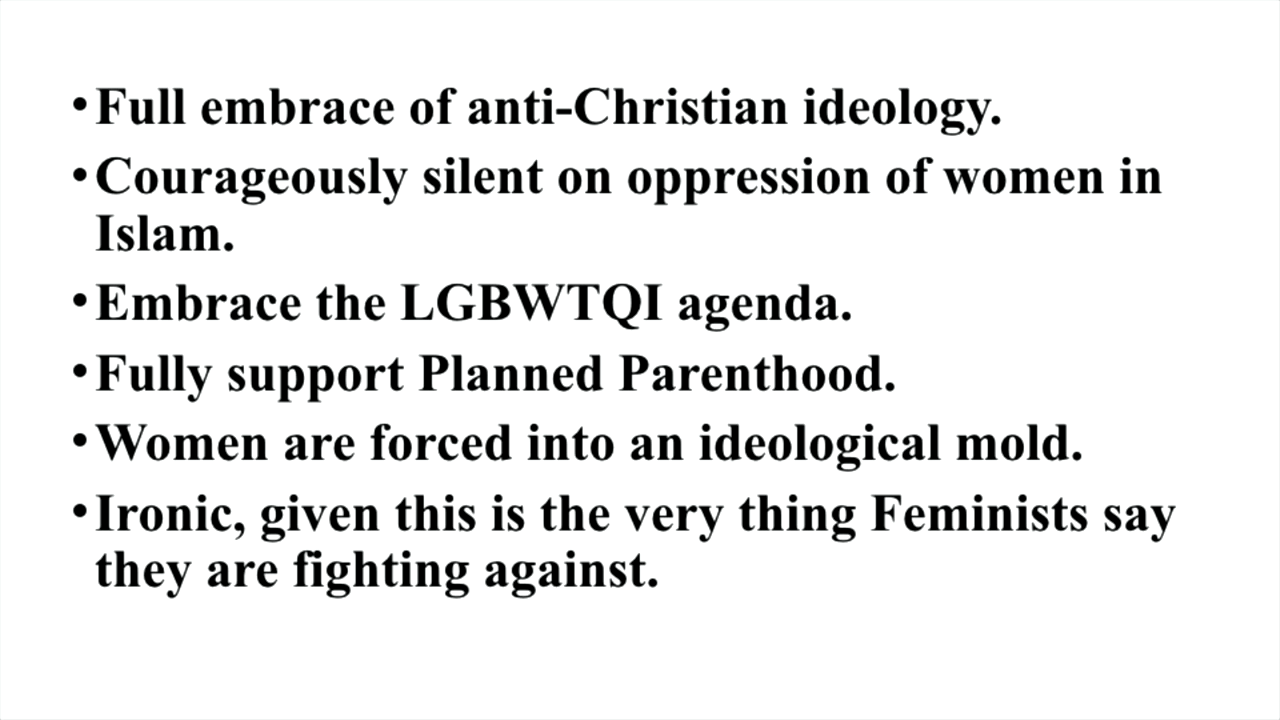 • Full embrace of anti-Christian ideology.
• Courageously silent on oppression of women in
Islam.
• Embrace the LGBWTQI agenda.
• Fully support Planned Parenthood.
• Women are forced into an ideological mold.
• Ironic, given this is the very thing Feminists say
they are fighting against.